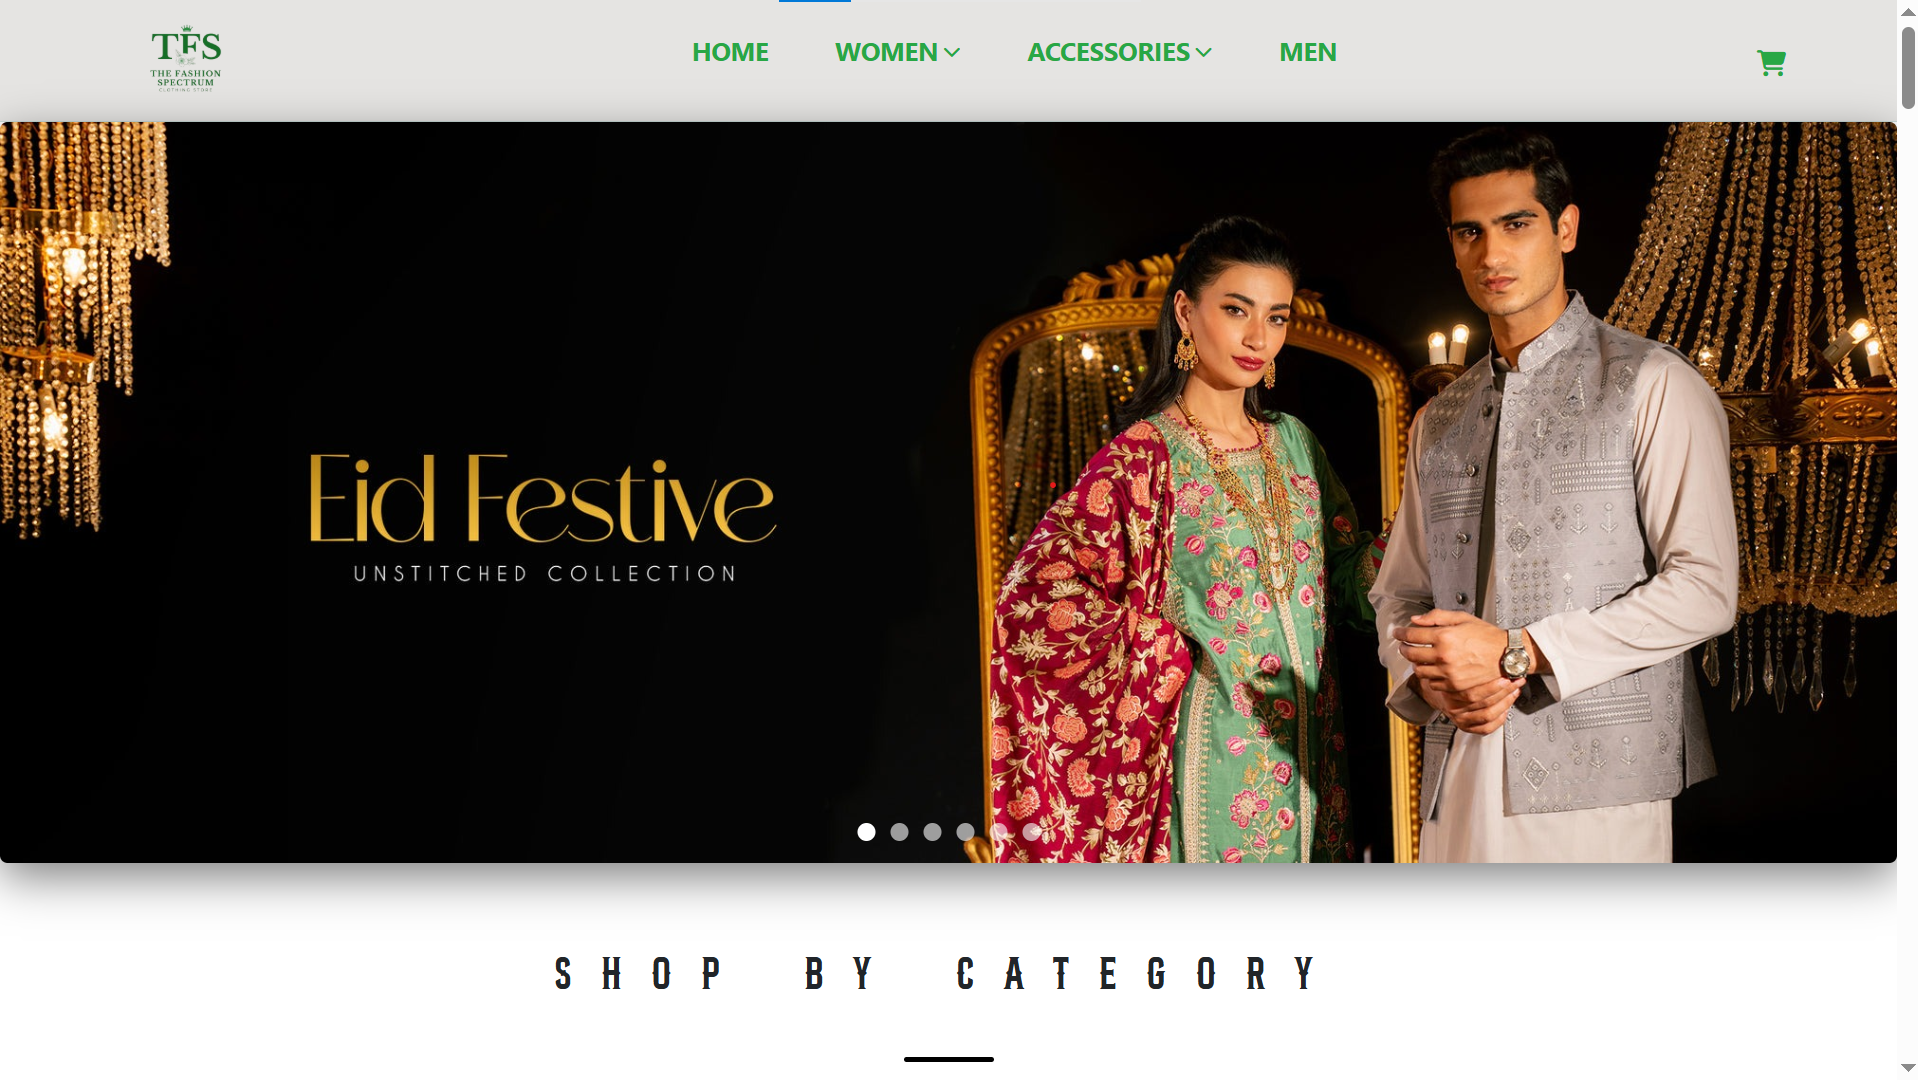 TFS
THE FASHION
SPECTRUM
CLOTHING STORE
HOME
WOMEN
ACCESSORIES
MEN
Eid Festive
UNSTITCHED COLLECTION
SHOP BY CATEGORY